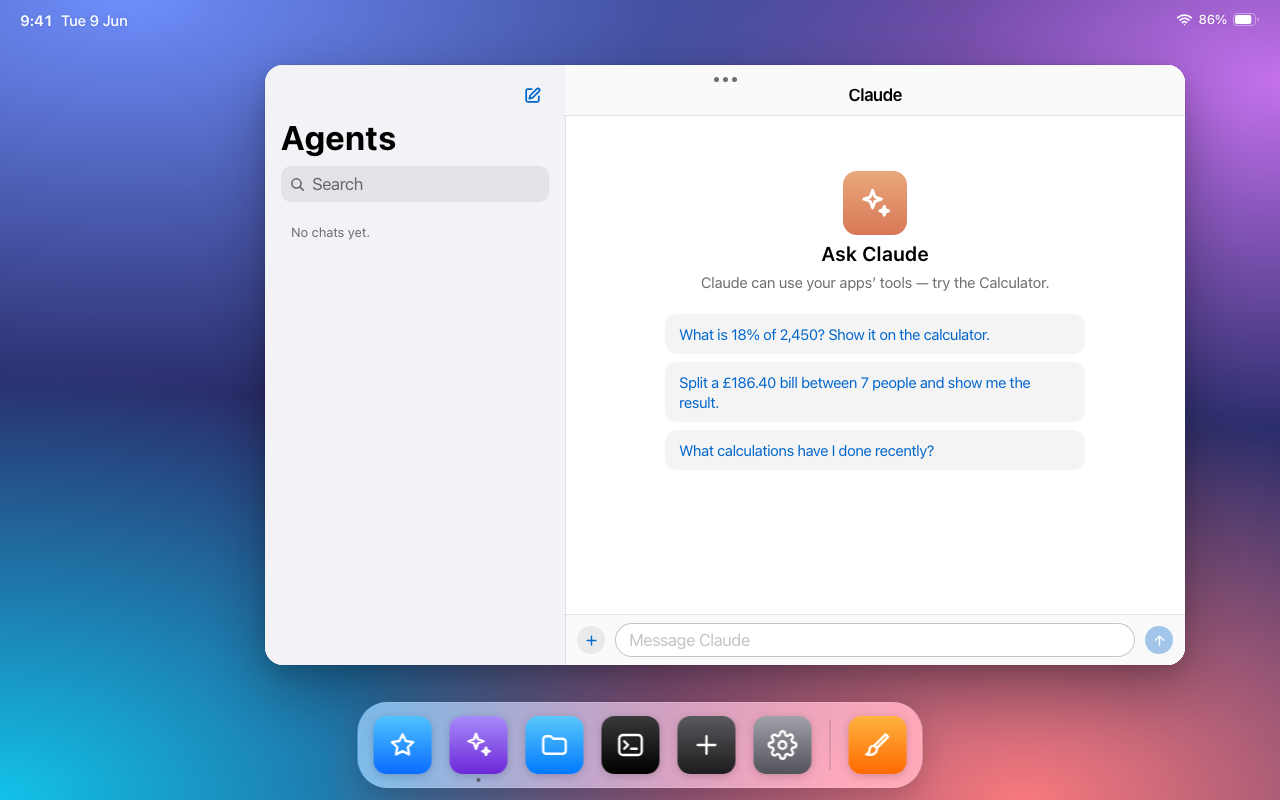 9:41 Tue 9 Jun
86%
Agents
Search
No chats yet.
Claude
Ask Claude
Claude can use your apps’ tools — try the Calculator.
What is 18% of 2,450? Show it on the calculator.
Split a £186.40 bill between 7 people and show me the
result.
What calculations have I done recently?
Message Claude